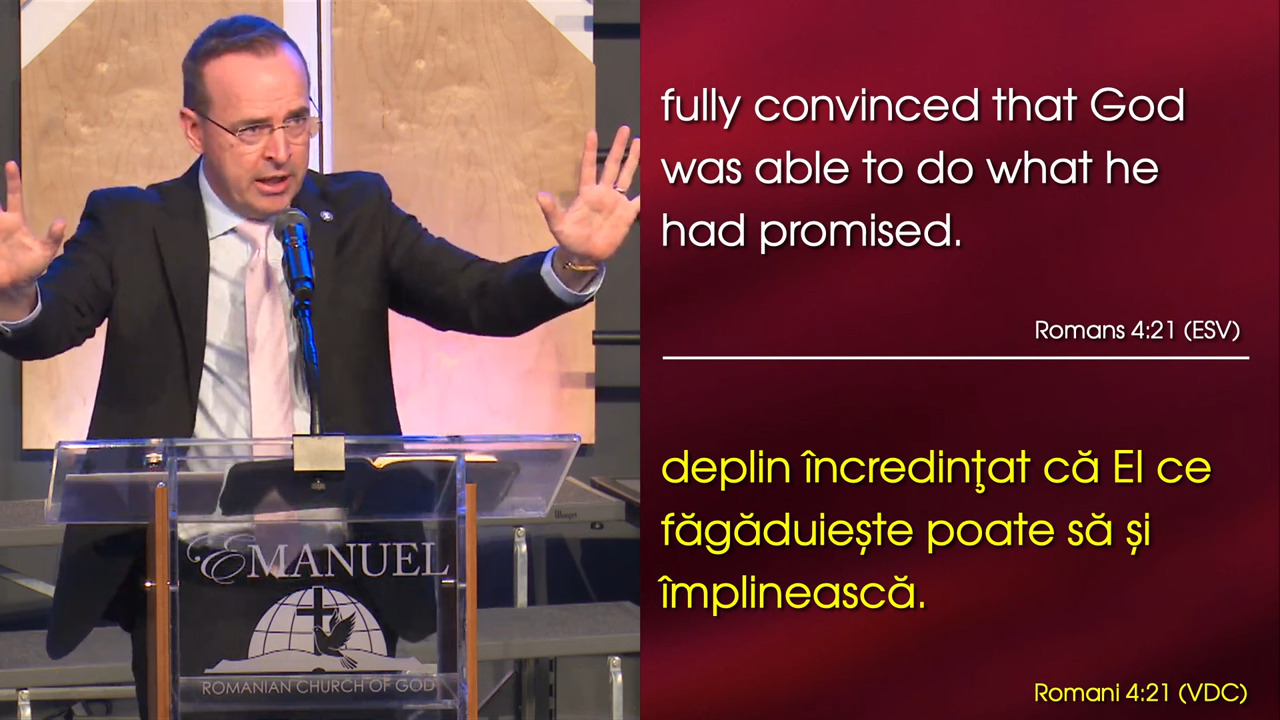 fully convinced that God
was able to do what he
had promised.
Romans 4:21 (ESV)
deplin încredinţat că El ce
făgăduiește poate să și
împlinească.
Romani 4:21 (VDC)
EMANUEL
ROMANIAN CHURCH OF GOD